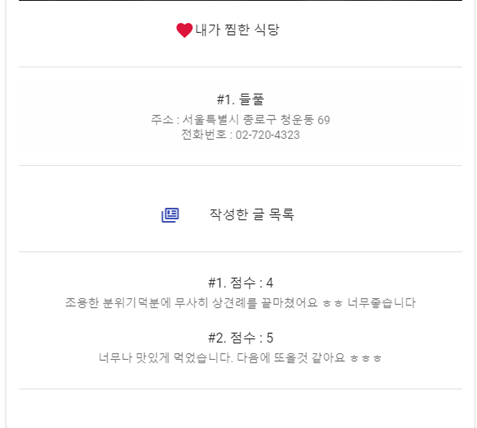 내가 찜한 식당
#1. 들풀
주소 : 서울특별시 종로구 청운동 69
전화번호 : 02-720-4323
작성한 글 목록
#1. 점수 : 4
조용한 분위기덕분에 무사히 상견례를 끝마쳤어요 ㅎㅎ 너무좋습니다
#2. 점수 : 5
너무나 맛있게 먹었습니다. 다음에 또올것 같아요 ㅎㅎㅎ